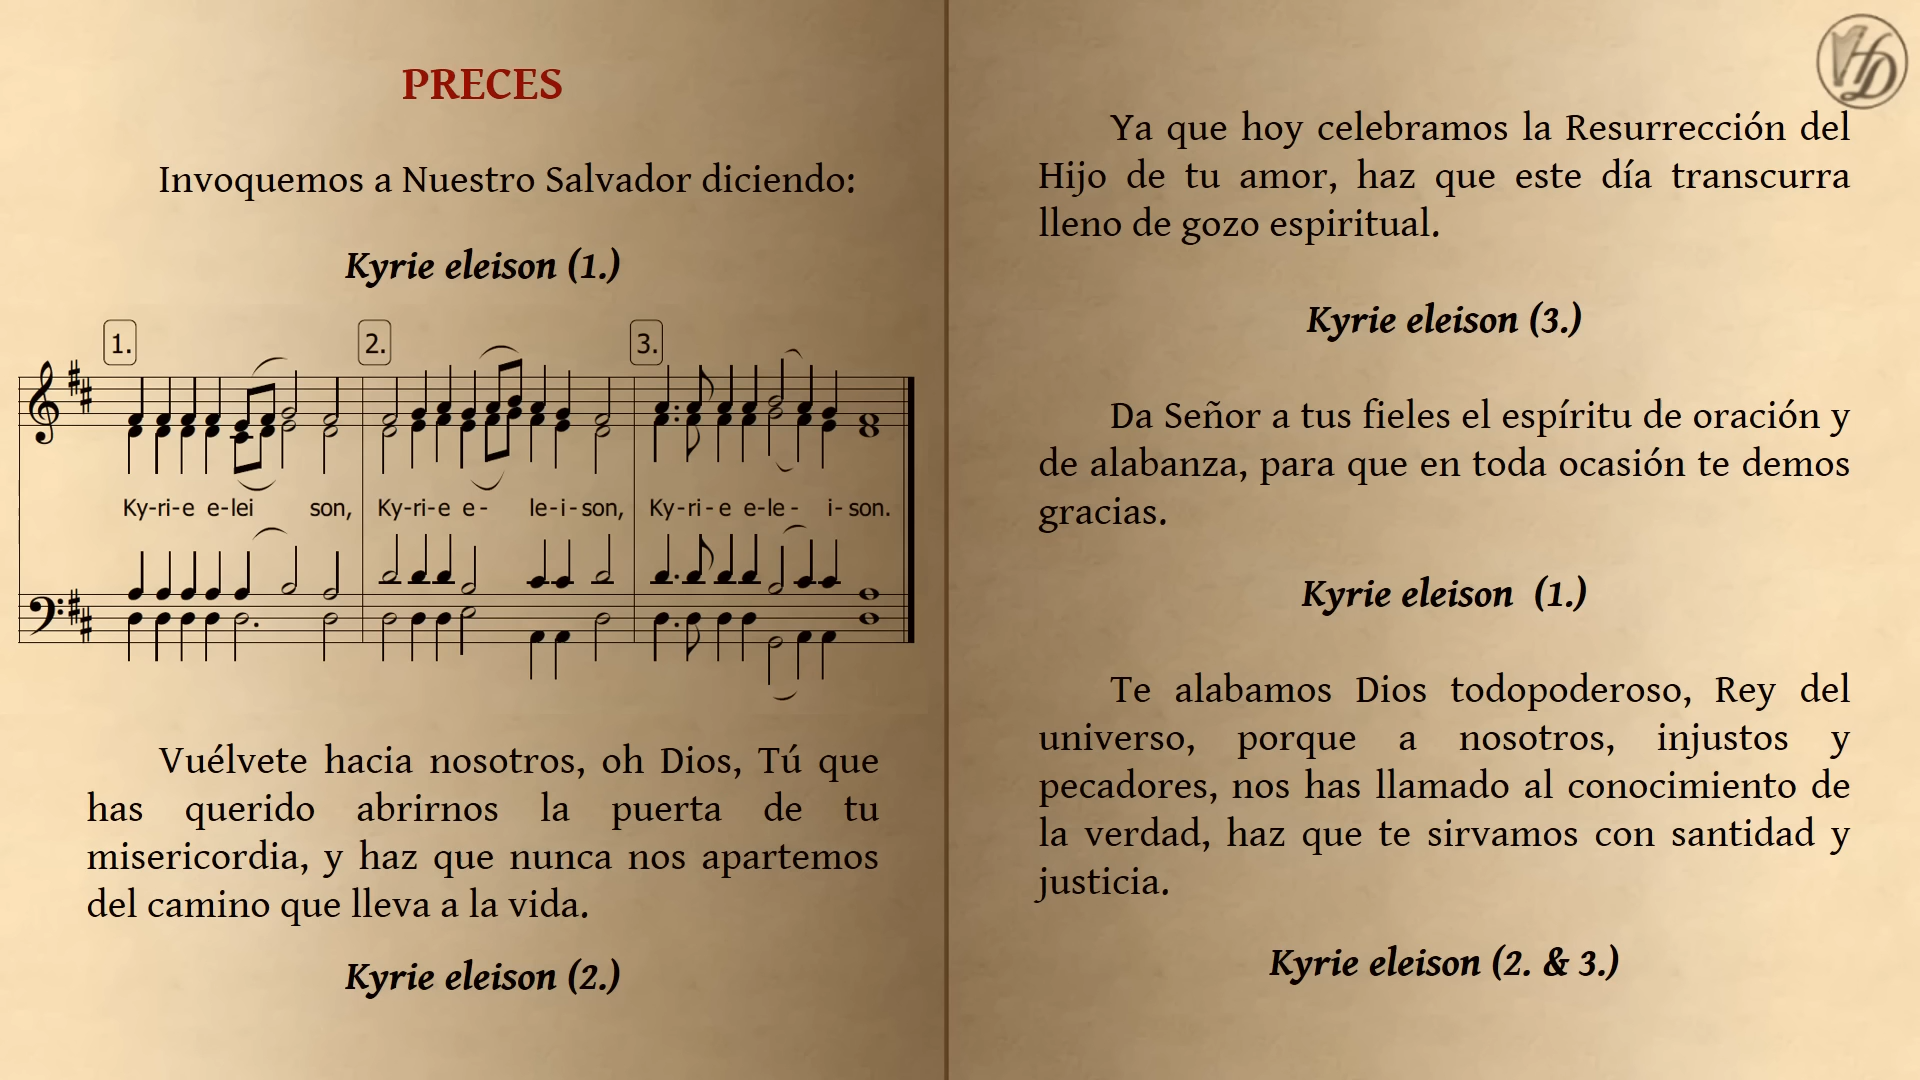 PRECES
Invoquemos a Nuestro Salvador diciendo:
Kyrie eleison (1.)
1. 2. 3.
Ky-ri-e e-lei son, Ky-ri-e e- le-i-son, Ky-ri-e e-le- i-son.
Vuélvete hacia nosotros, oh Dios, Tú que
has querido abrirnos la puerta de tu
misericordia, y haz que nunca nos apartemos
del camino que lleva a la vida.
Kyrie eleison (2.)
HD
Ya que hoy celebramos la Resurrección del
Hijo de tu amor, haz que este día transcurra
lleno de gozo espiritual.
Kyrie eleison (3.)
Da Señor a tus fieles el espíritu de oración y
de alabanza, para que en toda ocasión te demos
gracias.
Kyrie eleison (1.)
Te alabamos Dios todopoderoso, Rey del
universo, porque a nosotros, injustos y
pecadores, nos has llamado al conocimiento de
la verdad, haz que te sirvamos con santidad y
justicia.
Kyrie eleison (2. & 3.)